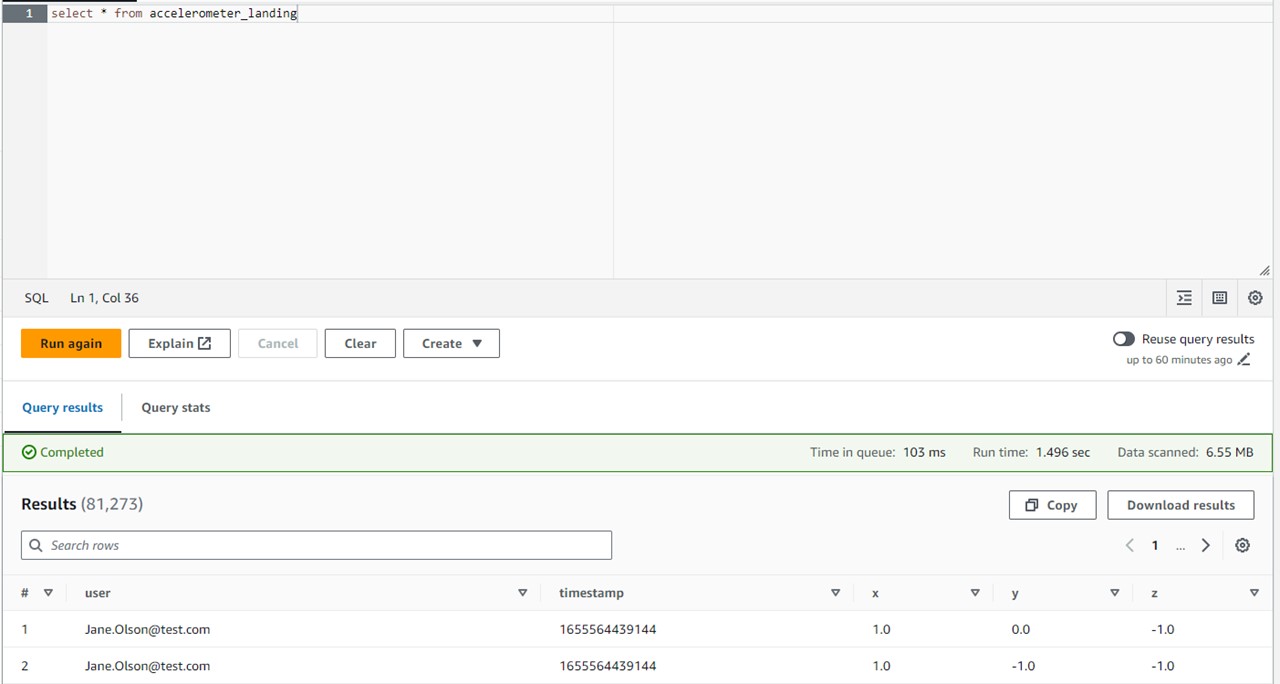 1 select * from accelerometer_landing
SQL Ln 1, Col 36
Run again Explain Cancel Clear Create Reuse query results
up to 60 minutes ago
Query results Query stats
Completed Time in queue: 103 ms Run time: 1.496 sec Data scanned: 6.55 MB
Results (81,273) Copy Download results
Search rows 1 ...
# user timestamp x y z
1 Jane.Olson@test.com 1655564439144 1.0 0.0 -1.0
2 Jane.Olson@test.com 1655564439144 1.0 -1.0 -1.0